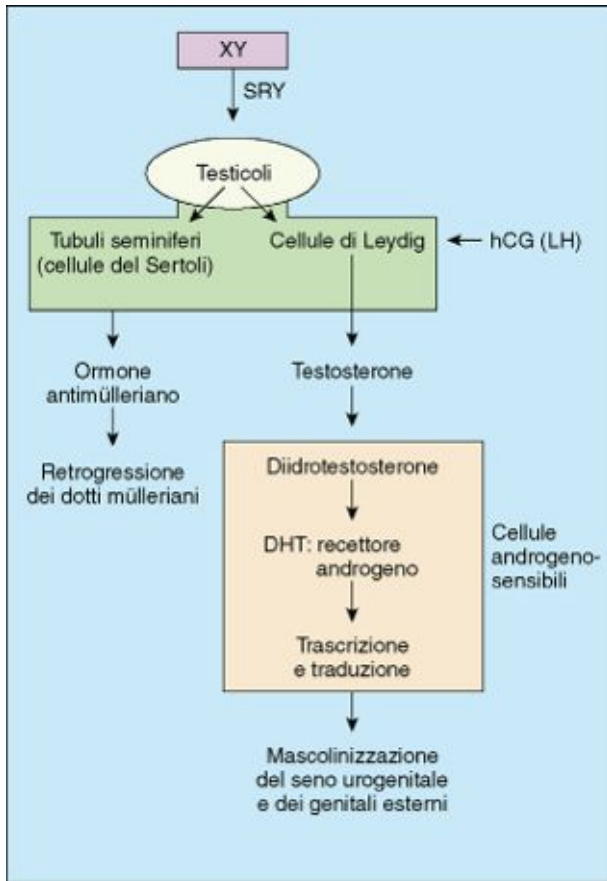 XY
SRY
Testicoli
Tubuli seminiferi
(cellule del Sertoli)
Cellule di Leydig
hCG (LH)
Ormone
antimülleriano
Testosterone
Retrogressione
dei dotti mülleriani
Diidrotestosterone
DHT: recettore
androgeno
Trascrizione
e traduzione
Cellule
androgeno-
sensibili
Mascolinizzazione
del seno urogenitale
e dei genitali esterni